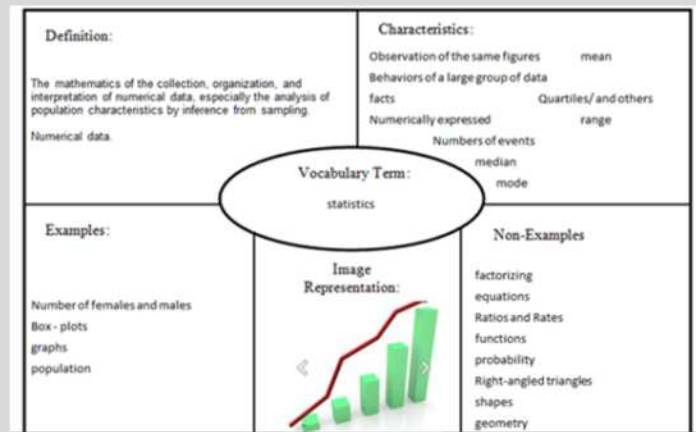 Definition:
The mathematics of the collection, organization, and
interpretation of numerical data, especially the analysis of
population characteristics by inference from sampling.
Numerical data.
Characteristics:
Observation of the same figures mean
Behaviors of a large group of data
facts Quartiles/ and others
Numerically expressed range
Numbers of events
median
mode
Vocabulary Term:
statistics
Examples:
Number of females and males
Box - plots
graphs
population
Image
Representation:
Non-Examples
factorizing
equations
Ratios and Rates
functions
probability
Right-angled triangles
shapes
geometry